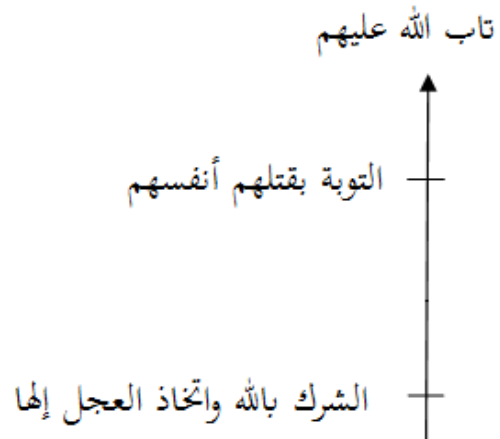 تاب الله عليهم
التوبة بقتلهم أنفسهم
الشرك بالله واتخاذ العجل إلها